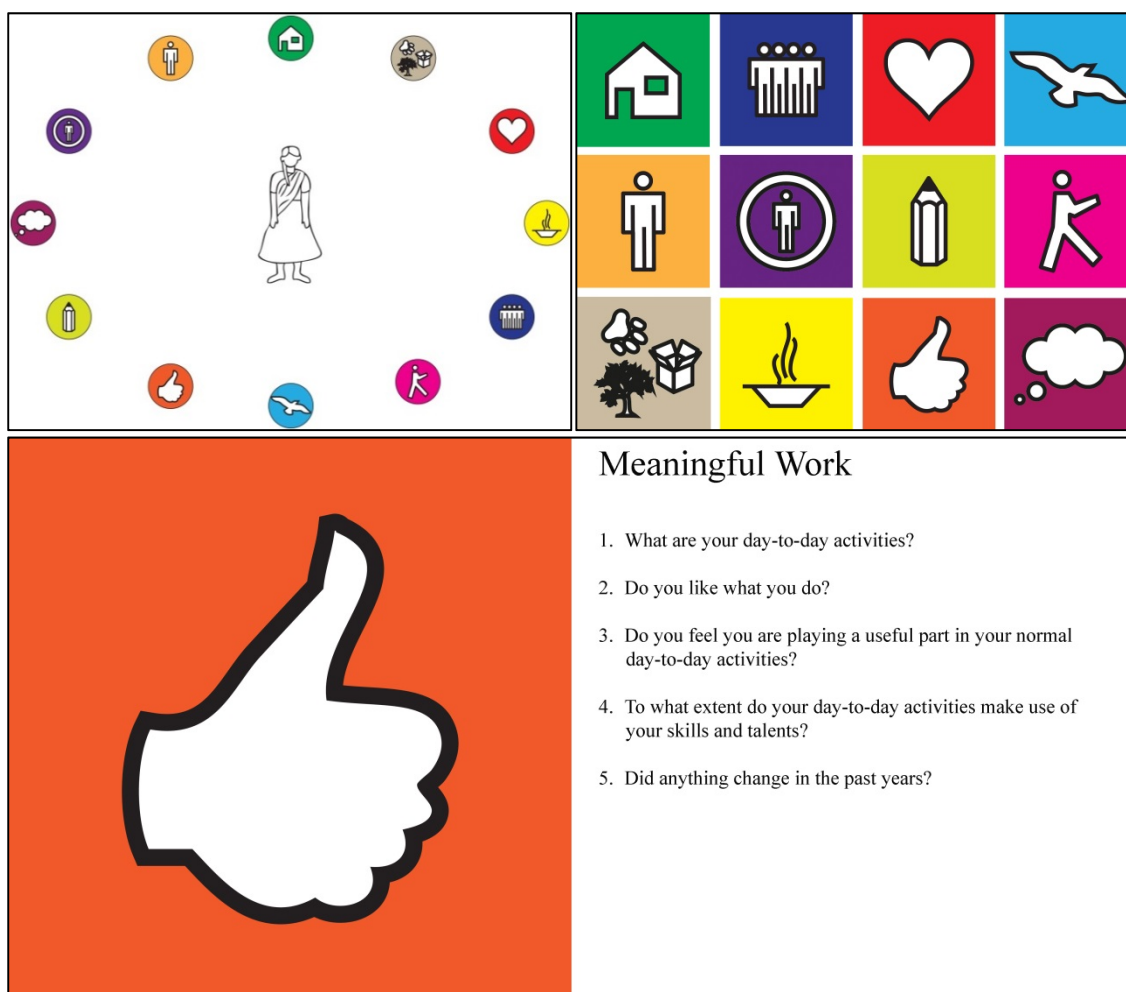 Meaningful Work
1. What are your day-to-day activities?
2. Do you like what you do?
3. Do you feel you are playing a useful part in your normal
day-to-day activities?
4. To what extent do your day-to-day activities make use of
your skills and talents?
5. Did anything change in the past years?